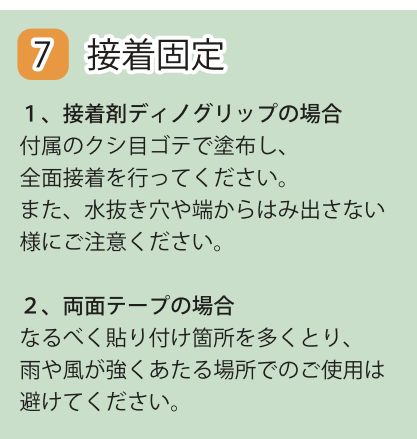 7 接着固定
１、接着剤ディノグリップの場合
付属のクシ目ゴテで塗布し、
全面接着を行ってください。
また、水抜き穴や端からはみ出さない
様にご注意ください。
２、両面テープの場合
なるべく貼り付け箇所を多くとり、
雨や風が強くあたる場所でのご使用は
避けてください。